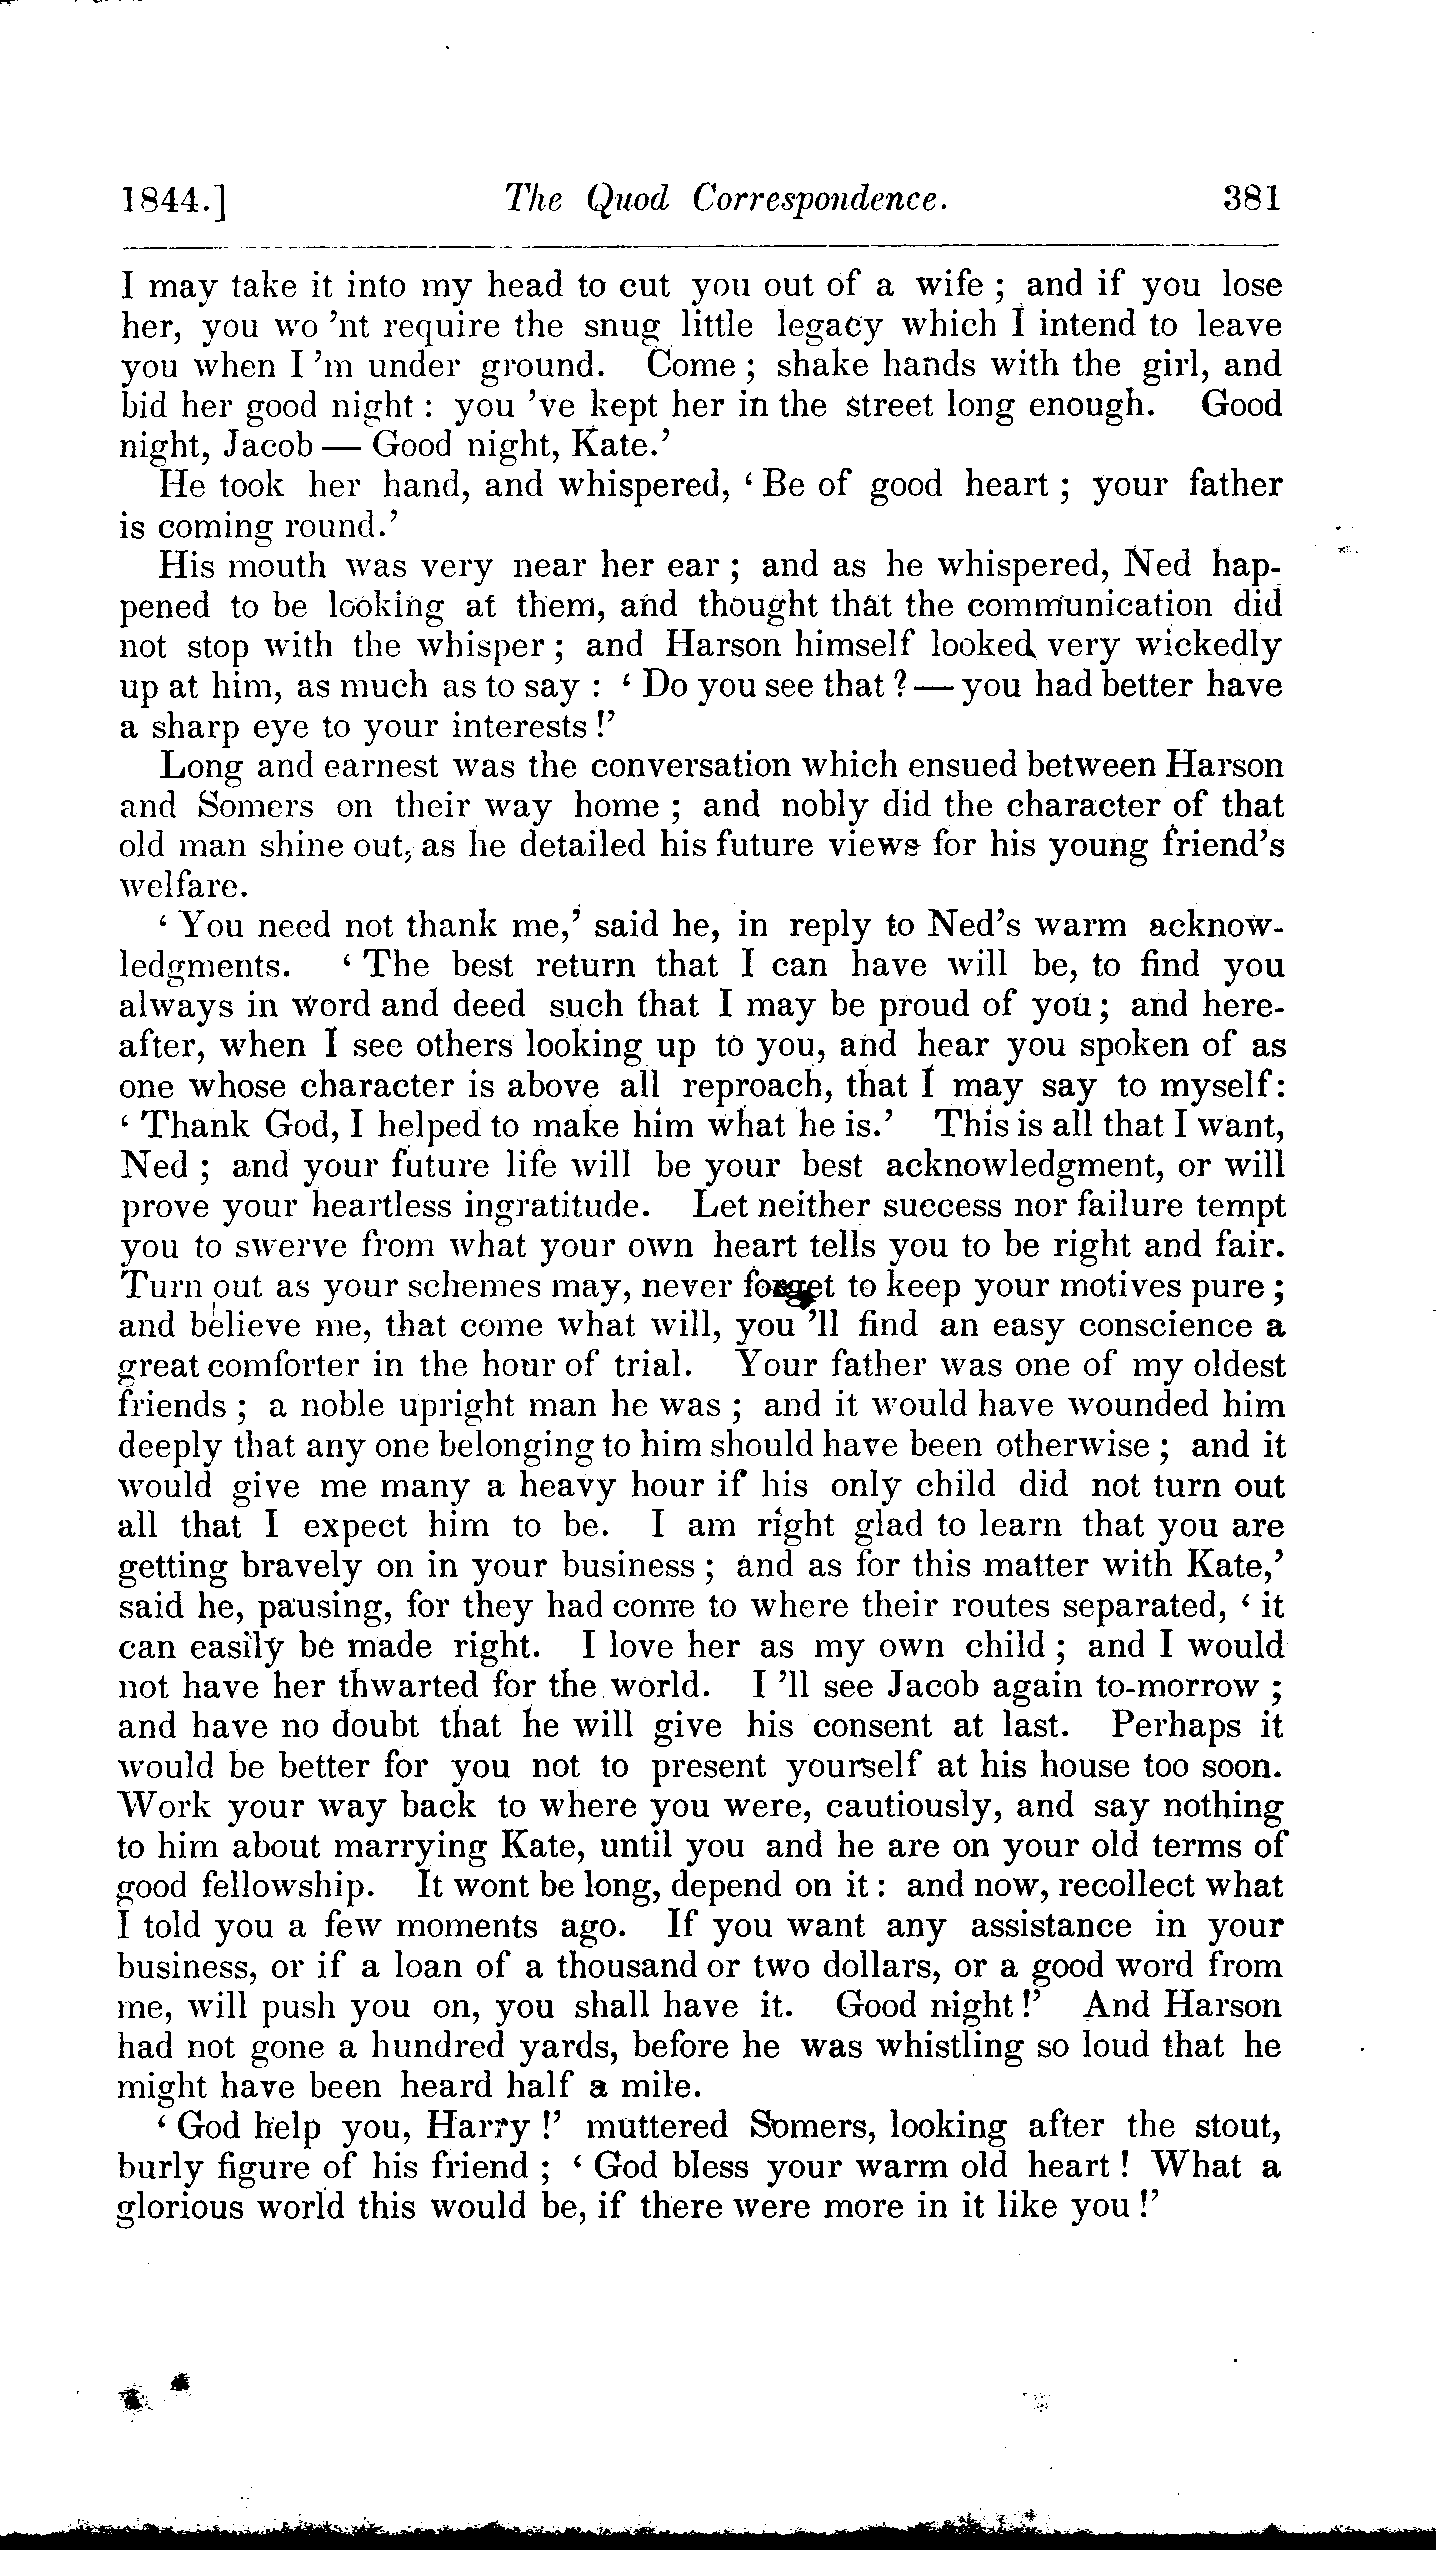 1844.] The Quod Correspondence. 381
I may take it into my head to cut you out of a wife ; and if you lose
her, you wo 'nt require the snug little legacy which I intend to leave
you when I 'm under ground. Come ; shake hands with the girl, and
bid her good night : you 've kept her in the street long enough. Good
night, Jacob — Good night, Kate.'
He took her hand, and whispered, ' Be of good heart ; your father
is coming round.'
His mouth was very near her ear ; and as he whispered, Ned hap-
pened to be looking at them, and thought that the communication did
not stop with the whisper ; and Harson himself looked very wickedly
up at him, as much as to say : ' Do you see that ? — you had better have
a sharp eye to your interests !'
Long and earnest was the conversation which ensued between Harson
and Somers on their way home ; and nobly did the character of that
old man shine out, as he detailed his future views for his young friend's
welfare.
' You need not thank me,' said he, in reply to Ned's warm acknow-
ledgments. ' The best return that I can have will be, to find you
always in word and deed such that I may be proud of you ; and here-
after, when I see others looking up to you, and hear you spoken of as
one whose character is above all reproach, that I may say to myself:
' Thank God, I helped to make him what he is.' This is all that I want,
Ned ; and your future life will be your best acknowledgment, or will
prove your heartless ingratitude. Let neither success nor failure tempt
you to swerve from what your own heart tells you to be right and fair.
Turn out as your schemes may, never forget to keep your motives pure ;
and believe me, that come what will, you 'll find an easy conscience a
great comforter in the hour of trial. Your father was one of my oldest
friends ; a noble upright man he was ; and it would have wounded him
deeply that any one belonging to him should have been otherwise ; and it
would give me many a heavy hour if his only child did not turn out
all that I expect him to be. I am right glad to learn that you are
getting bravely on in your business ; and as for this matter with Kate,'
said he, pausing, for they had come to where their routes separated, ' it
can easily be made right. I love her as my own child ; and I would
not have her thwarted for the world. I 'll see Jacob again to-morrow ;
and have no doubt that he will give his consent at last. Perhaps it
would be better for you not to present yourself at his house too soon.
Work your way back to where you were, cautiously, and say nothing
to him about marrying Kate, until you and he are on your old terms of
good fellowship. It wont be long, depend on it : and now, recollect what
I told you a few moments ago. If you want any assistance in your
business, or if a loan of a thousand or two dollars, or a good word from
me, will push you on, you shall have it. Good night !' And Harson
had not gone a hundred yards, before he was whistling so loud that he
might have been heard half a mile.
' God help you, Harry !' muttered Somers, looking after the stout,
burly figure of his friend ; ' God bless your warm old heart ! What a
glorious world this would be, if there were more in it like you !'